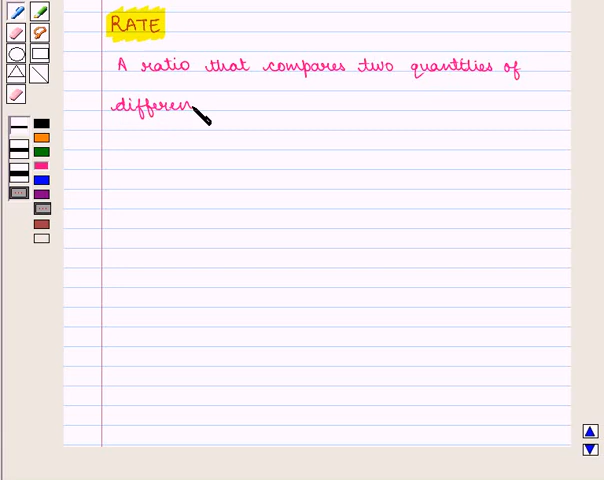 RATE
A ratio that compares two quantities of
differen